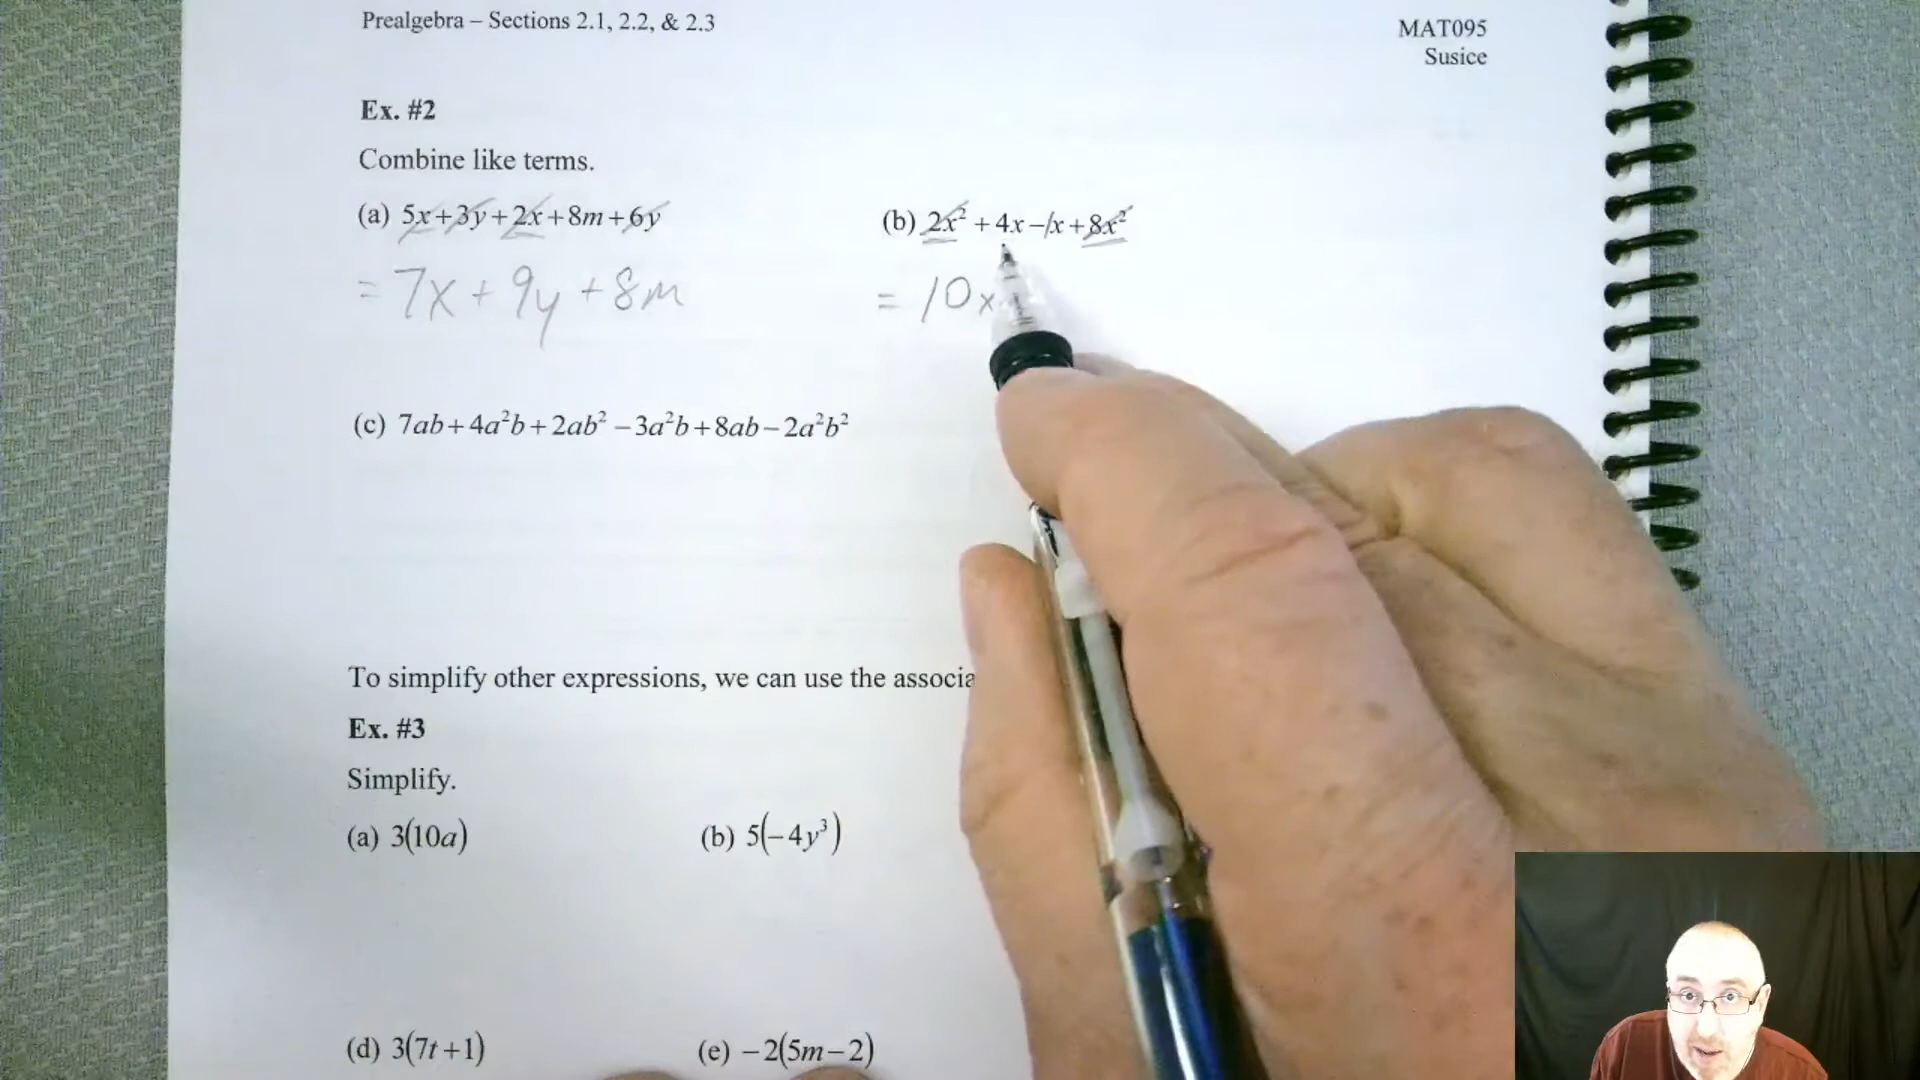 Prealgebra – Sections 2.1, 2.2, & 2.3
MAT095
Susice
Ex. #2
Combine like terms.
(a) 5x+3y+2x+8m+6y
(b) 2x² +4x−1x+8x²
= 7x + 9y + 8m
= 10x
(c) 7ab+4a²b+2ab² −3a²b+8ab−2a²b²
To simplify other expressions, we can use the
Ex. #3
Simplify.
(a) 3(10a)
(b) 5(−4y³)
(d) 3(7t+1)
(e) −2(5m−2)